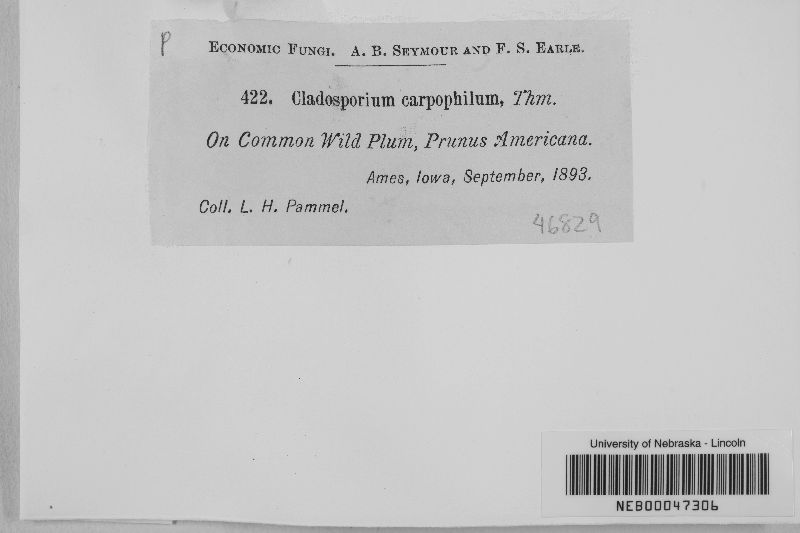 P
ECONOMIC FUNGI. A. B. SEYMOUR AND F. S. EARLE.
422. Cladosporium carpophilum, Thm.
On Common Wild Plum, Prunus Americana.
Ames, Iowa, September, 1893.
Coll. L. H. Pammel.
46829
University of Nebraska - Lincoln
NEB00047306